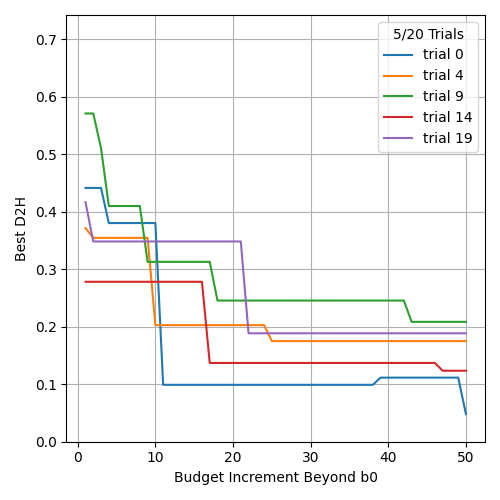 5/20 Trials
trial 0
trial 4
trial 9
trial 14
trial 19
Best D2H
0.7
0.6
0.5
0.4
0.3
0.2
0.1
0.0
0 10 20 30 40 50
Budget Increment Beyond b0